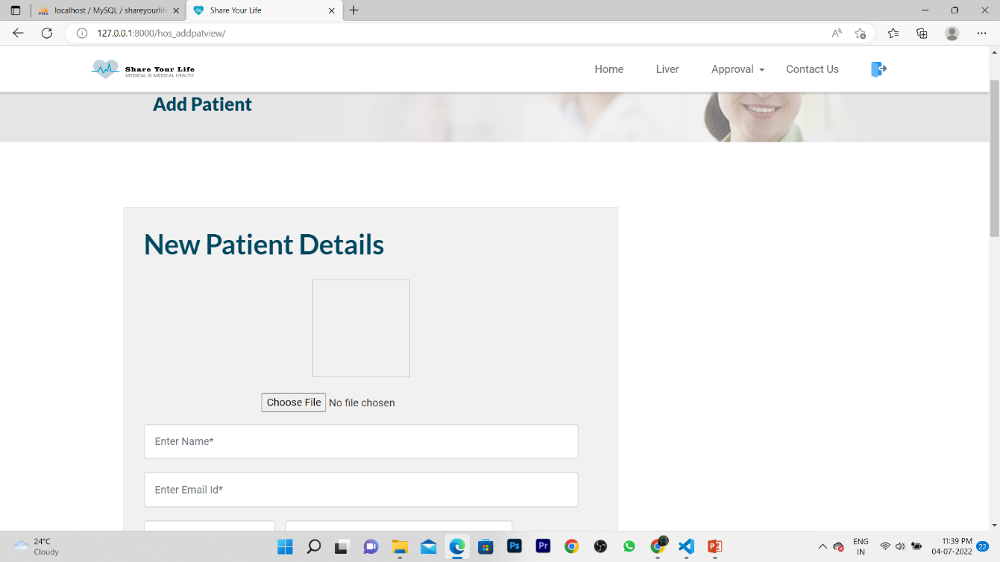 localhost / MySQL / shareyourlif
Share Your Life
127.0.0.1:8000/hos_addpatview/
Share Your Life
MEDICAL & MEDICAL HEALTH
Home
Liver
Approval
Contact Us
Add Patient
New Patient Details
Choose File No file chosen
Enter Name*
Enter Email Id*
24°C
Cloudy
Ps
Pr
ENG
IN
11:39 PM
04-07-2022
22